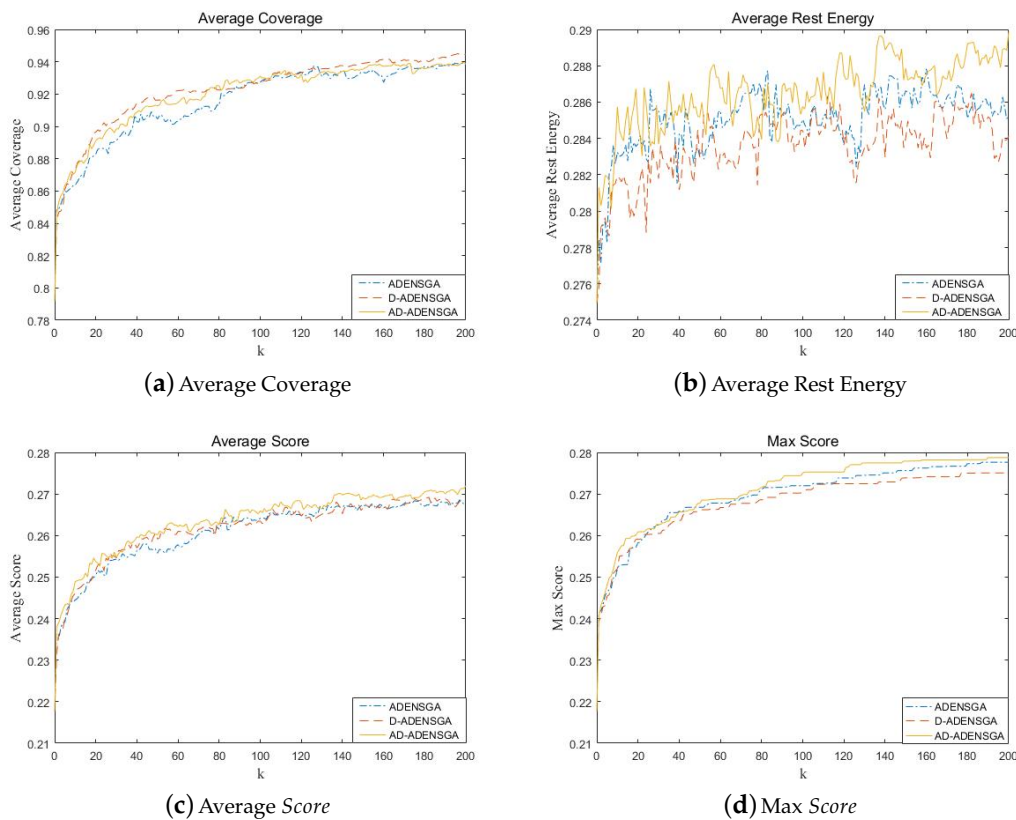 Average Coverage
0.96
0.94
0.92
0.9
0.88
0.86
0.84
0.82
0.8
0.78
Average Coverage
0 20 40 60 80 100 120 140 160 180 200
k
ADENSGA
D-ADENSGA
AD-ADENSGA
(a) Average Coverage
Average Rest Energy
0.29
0.288
0.286
0.284
0.282
0.28
0.278
0.276
0.274
Average Rest Energy
0 20 40 60 80 100 120 140 160 180 200
k
ADENSGA
D-ADENSGA
AD-ADENSGA
(b) Average Rest Energy
Average Score
0.28
0.27
0.26
0.25
0.24
0.23
0.22
0.21
Average Score
0 20 40 60 80 100 120 140 160 180 200
k
ADENSGA
D-ADENSGA
AD-ADENSGA
(c) Average Score
Max Score
0.28
0.27
0.26
0.25
0.24
0.23
0.22
0.21
Max Score
0 20 40 60 80 100 120 140 160 180 200
k
ADENSGA
D-ADENSGA
AD-ADENSGA
(d) Max Score